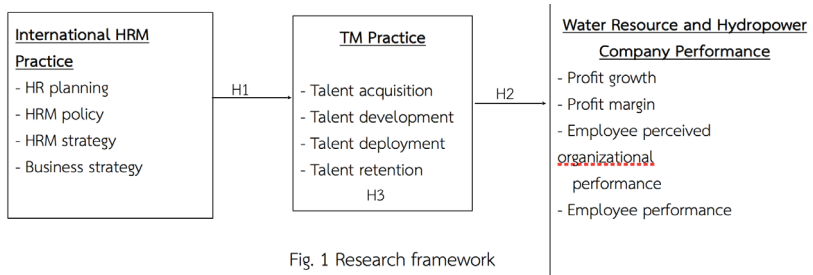 International HRM
Practice
- HR planning
- HRM policy
- HRM strategy
- Business strategy
H1
TM Practice
- Talent acquisition
- Talent development
- Talent deployment
- Talent retention
H3
H2
Water Resource and Hydropower
Company Performance
- Profit growth
- Profit margin
- Employee perceived
organizational
performance
- Employee performance
Fig. 1 Research framework